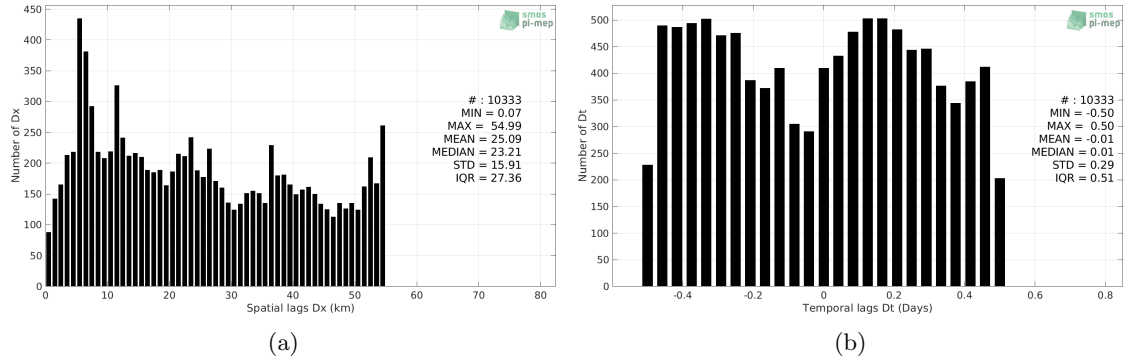 450
400
350
300
250
200
150
100
50
0
Number of Dx
0 10 20 30 40 50 60 70 80
Spatial lags Dx (km)
smos
pi-mep
# : 10333
MIN = 0.07
MAX = 54.99
MEAN = 25.09
MEDIAN = 23.21
STD = 15.91
IQR = 27.36
(a)
500
450
400
350
300
250
200
150
100
50
0
Number of Dt
-0.4 -0.2 0 0.2 0.4 0.6 0.8
Temporal lags Dt (Days)
smos
pi-mep
# : 10333
MIN = -0.50
MAX = 0.50
MEAN = -0.01
MEDIAN = 0.01
STD = 0.29
IQR = 0.51
(b)